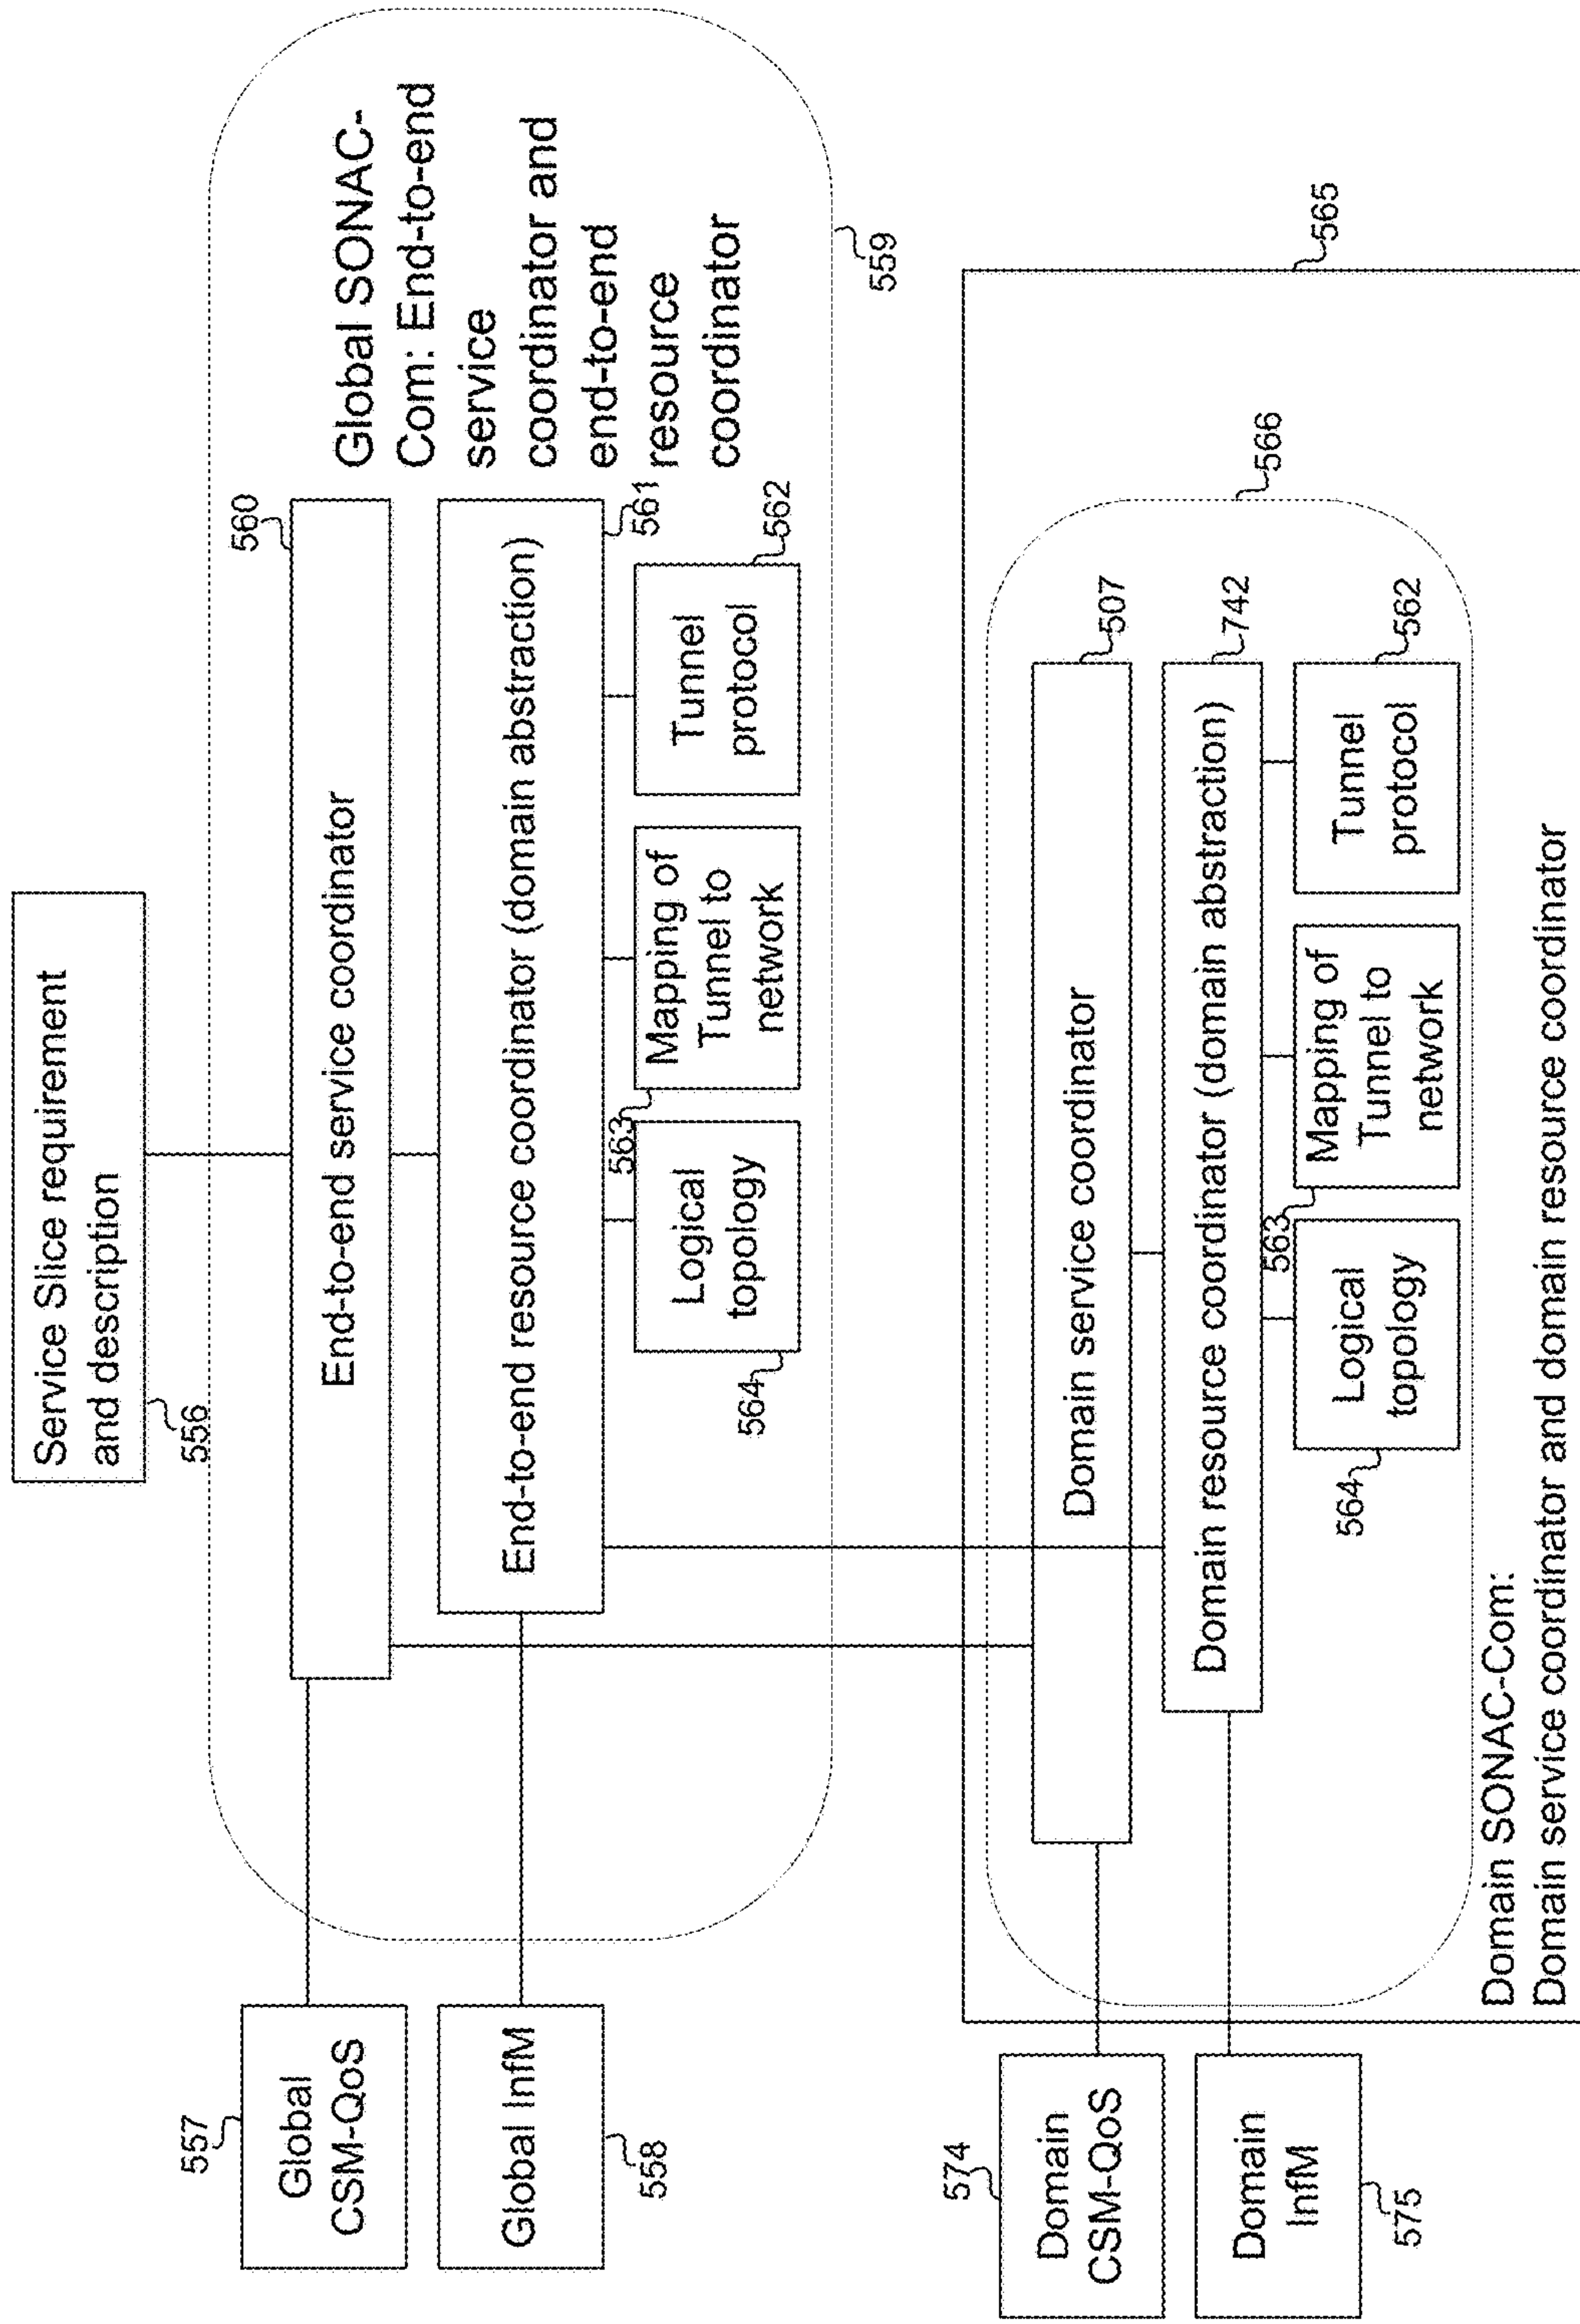 Service Slice requirement
and description
556
557
Global
CSM-QoS
560
End-to-end service coordinator
Global SONAC-
Com: End-to-end
service
coordinator and
end-to-end
resource
coordinator
Global InfM
558
End-to-end resource coordinator (domain abstraction)
561
563
564
Logical
topology
Mapping of
Tunnel to
network
Tunnel
protocol
562
559
565
566
574
Domain
CSM-QoS
Domain service coordinator
507
Domain
InfM
575
Domain resource coordinator (domain abstraction)
742
563
564
Logical
topology
Mapping of
Tunnel to
network
Tunnel
protocol
562
Domain SONAC-Com:
Domain service coordinator and domain resource coordinator